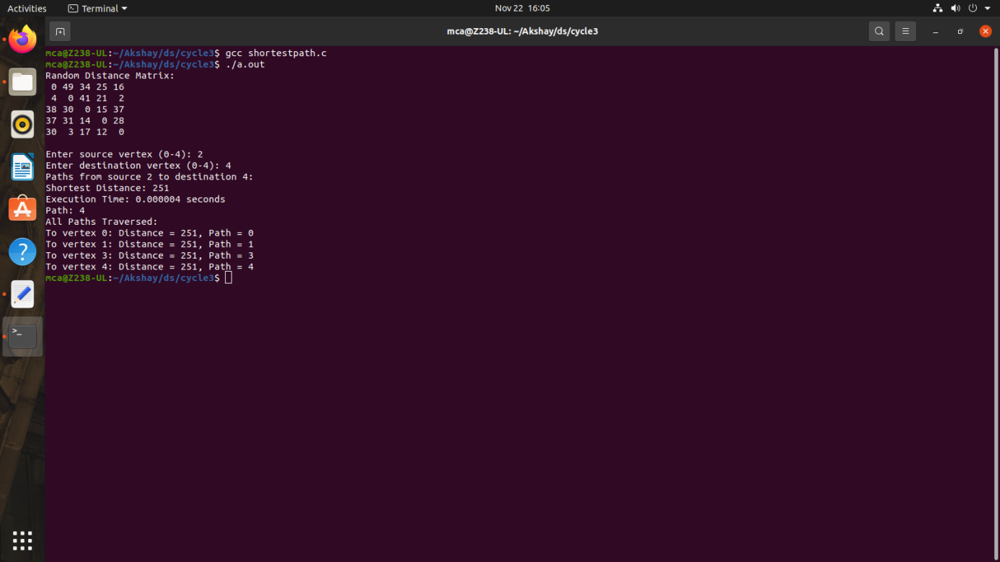 Activities Terminal Nov 22 16:05
mca@Z238-UL: ~/Akshay/ds/cycle3
mca@Z238-UL:~/Akshay/ds/cycle3$ gcc shortestpath.c
mca@Z238-UL:~/Akshay/ds/cycle3$ ./a.out
Random Distance Matrix:
 0 49 34 25 16
 4  0 41 21  2
38 30  0 15 37
37 31 14  0 28
30  3 17 12  0
Enter source vertex (0-4): 2
Enter destination vertex (0-4): 4
Paths from source 2 to destination 4:
Shortest Distance: 251
Execution Time: 0.000004 seconds
Path: 4
All Paths Traversed:
To vertex 0: Distance = 251, Path = 0
To vertex 1: Distance = 251, Path = 1
To vertex 3: Distance = 251, Path = 3
To vertex 4: Distance = 251, Path = 4
mca@Z238-UL:~/Akshay/ds/cycle3$